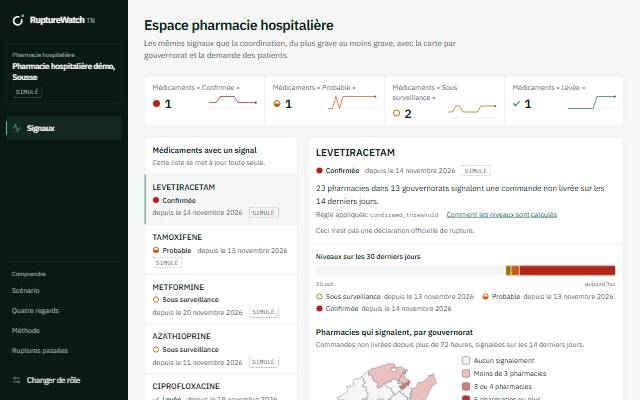 RuptureWatch TN
Pharmacie hospitalière
Pharmacie hospitalière démo,
Sousse
SIMULÉ
Signaux
Comprendre
Scénario
Quatre regards
Méthode
Ruptures passées
Changer de rôle
Espace pharmacie hospitalière
Les mêmes signaux que la coordination, du plus grave au moins grave, avec la carte par
gouvernorat et la demande des patients.
Médicaments « Confirmée »
1
Médicaments « Probable »
1
Médicaments « Sous
surveillance »
2
Médicaments « Levée »
1
Médicaments avec un signal
Cette liste se met à jour toute seule.
LEVETIRACETAM
Confirmée
depuis le 14 novembre 2026 SIMULÉ
TAMOXIFENE
Probable depuis le 15 novembre 2026
SIMULÉ
METFORMINE
Sous surveillance
depuis le 20 novembre 2026 SIMULÉ
AZATHIOPRINE
Sous surveillance
depuis le 11 novembre 2026 SIMULÉ
CIPROFLOXACINE
LEVETIRACETAM
Confirmée depuis le 14 novembre 2026 SIMULÉ
23 pharmacies dans 13 gouvernorats signalent une commande non livrée sur les
14 derniers jours.
Règle appliquée: confirmed_threshold Comment les niveaux sont calculés
Ceci n'est pas une déclaration officielle de rupture.
Niveaux sur les 30 derniers jours
25 oct. aujourd'hui
Sous surveillance depuis le 13 novembre 2026 Probable depuis le 13 novembre 2026
Confirmée depuis le 14 novembre 2026
Pharmacies qui signalent, par gouvernorat
Commandes non livrées depuis plus de 72 heures, signalées sur les 14 derniers jours.
Aucun signalement
Moins de 3 pharmacies
3 ou 4 pharmacies